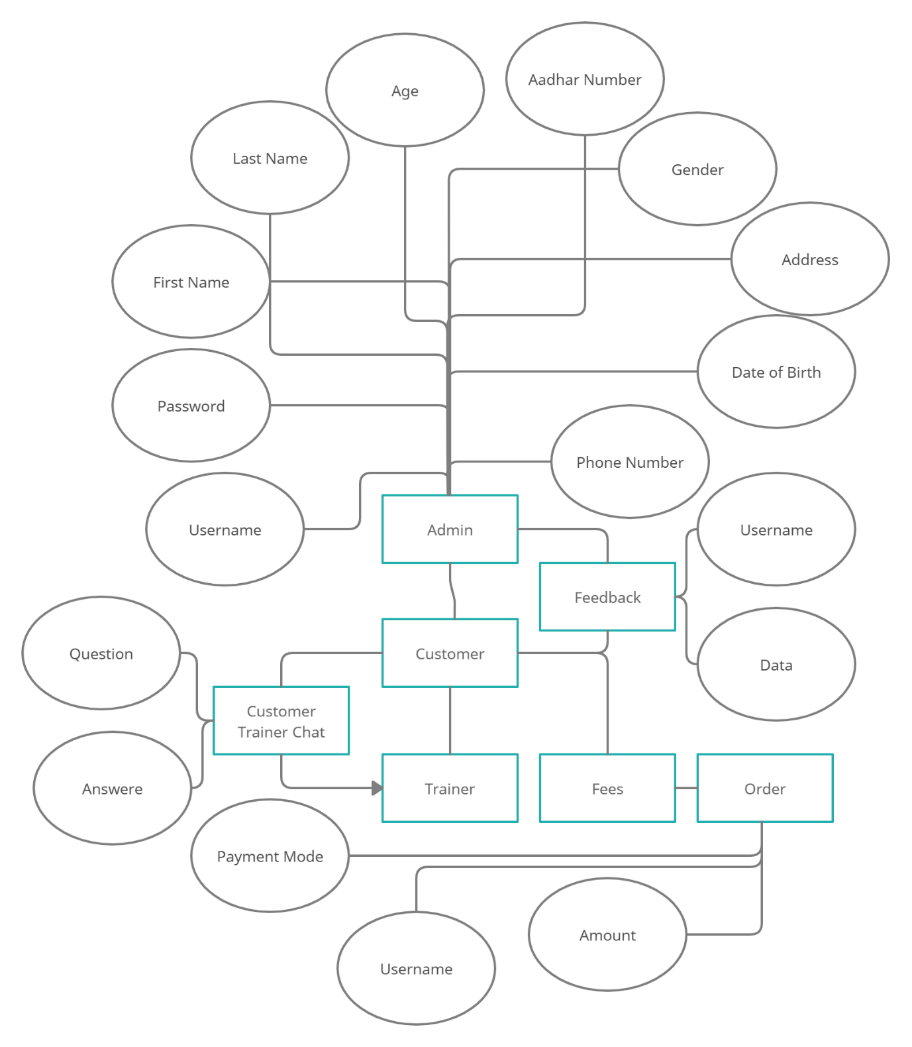 Aadhar Number
Age
Last Name
Gender
Address
First Name
Date of Birth
Password
Phone Number
Username
Admin
Username
Feedback
Question
Customer
Data
Customer
Trainer Chat
Answere
Trainer
Fees
Order
Payment Mode
Amount
Username